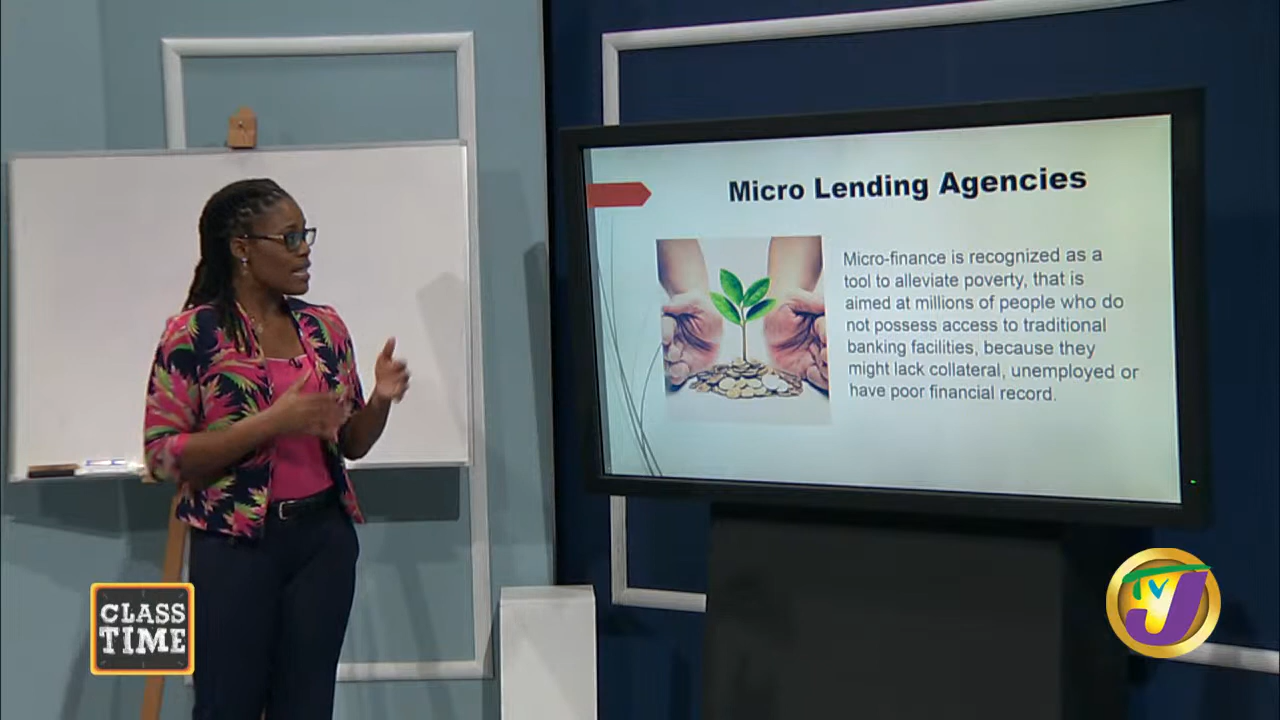 Micro Lending Agencies
Micro-finance is recognized as a
tool to alleviate poverty, that is
aimed at millions of people who do
not possess access to traditional
banking facilities, because they
might lack collateral, unemployed or
have poor financial record.
CLASS
TIME
TVJ